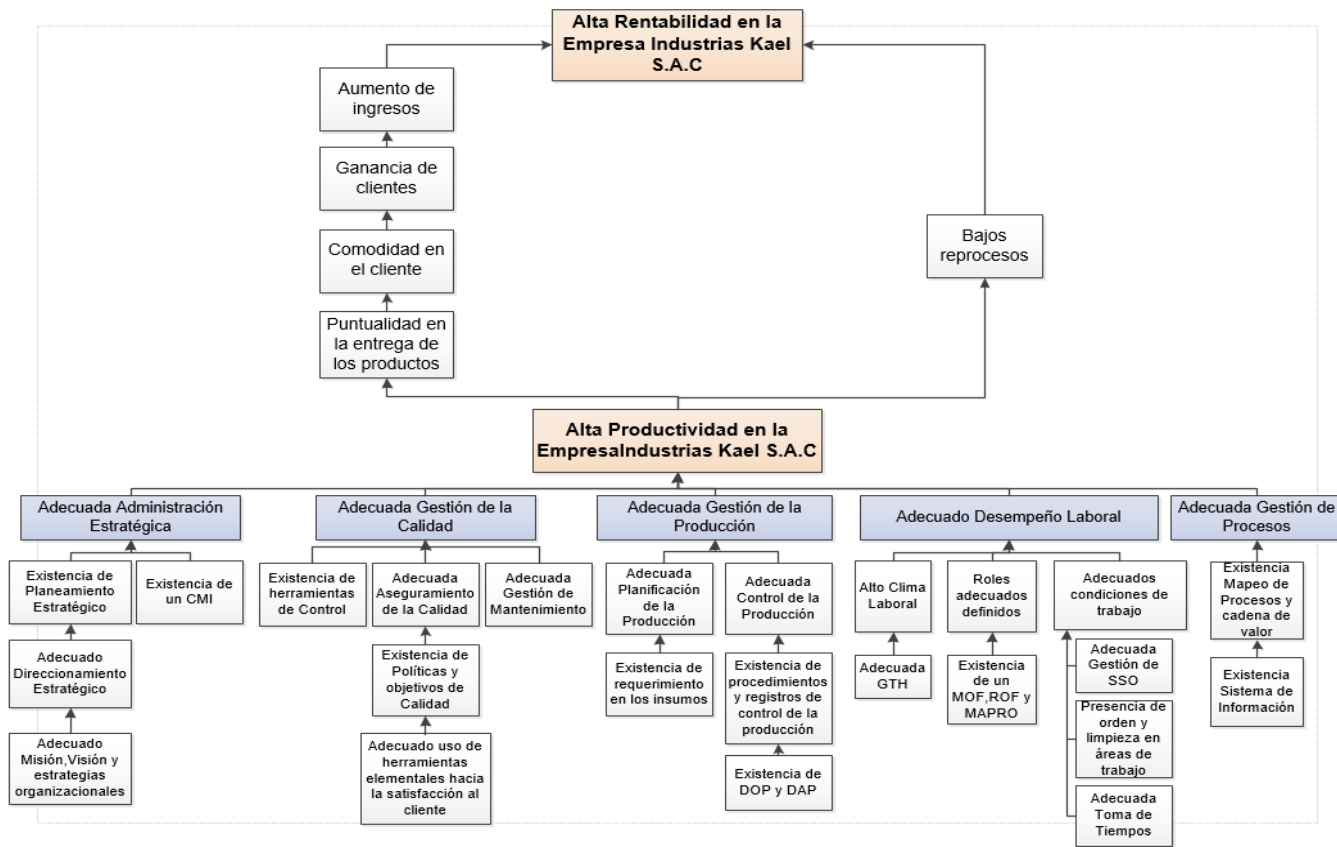 Alta Rentabilidad en la
Empresa Industrias Kael
S.A.C
Aumento de
ingresos
Ganancia de
clientes
Comodidad en
el cliente
Puntualidad en
la entrega de
los productos
Bajos
reprocesos
Alta Productividad en la
EmpresaIndustrias Kael S.A.C
Adecuada Administración
Estratégica
Adecuada Gestión de la
Calidad
Adecuada Gestión de la
Producción
Adecuado Desempeño Laboral
Adecuada Gestión de
Procesos
Existencia de
Planeamiento
Estratégico
Existencia de
un CMI
Adecuado
Direccionamiento
Estratégico
Adecuado
Misión,Visión y
estrategias
organizacionales
Existencia de
herramientas
de Control
Adecuada
Aseguramiento
de la Calidad
Adecuada
Gestión de
Mantenimiento
Existencia de
Políticas y
objetivos de
Calidad
Adecuado uso de
herramientas
elementales hacia
la satisfacción al
cliente
Adecuada
Planificación
de la
Producción
Adecuada
Control de la
Producción
Existencia de
requerimiento
en los insumos
Existencia de
procedimientos
y registros de
control de la
producción
Existencia de
DOP y DAP
Alto Clima
Laboral
Roles
adecuados
definidos
Adecuados
condiciones de
trabajo
Adecuada
GTH
Existencia
de un
MOF,ROF y
MAPRO
Adecuada
Gestión de
SSO
Presencia de
orden y
limpieza en
áreas de
trabajo
Adecuada
Toma de
Tiempos
Existencia
Mapeo de
Procesos y
cadena de
valor
Existencia
Sistema de
Información